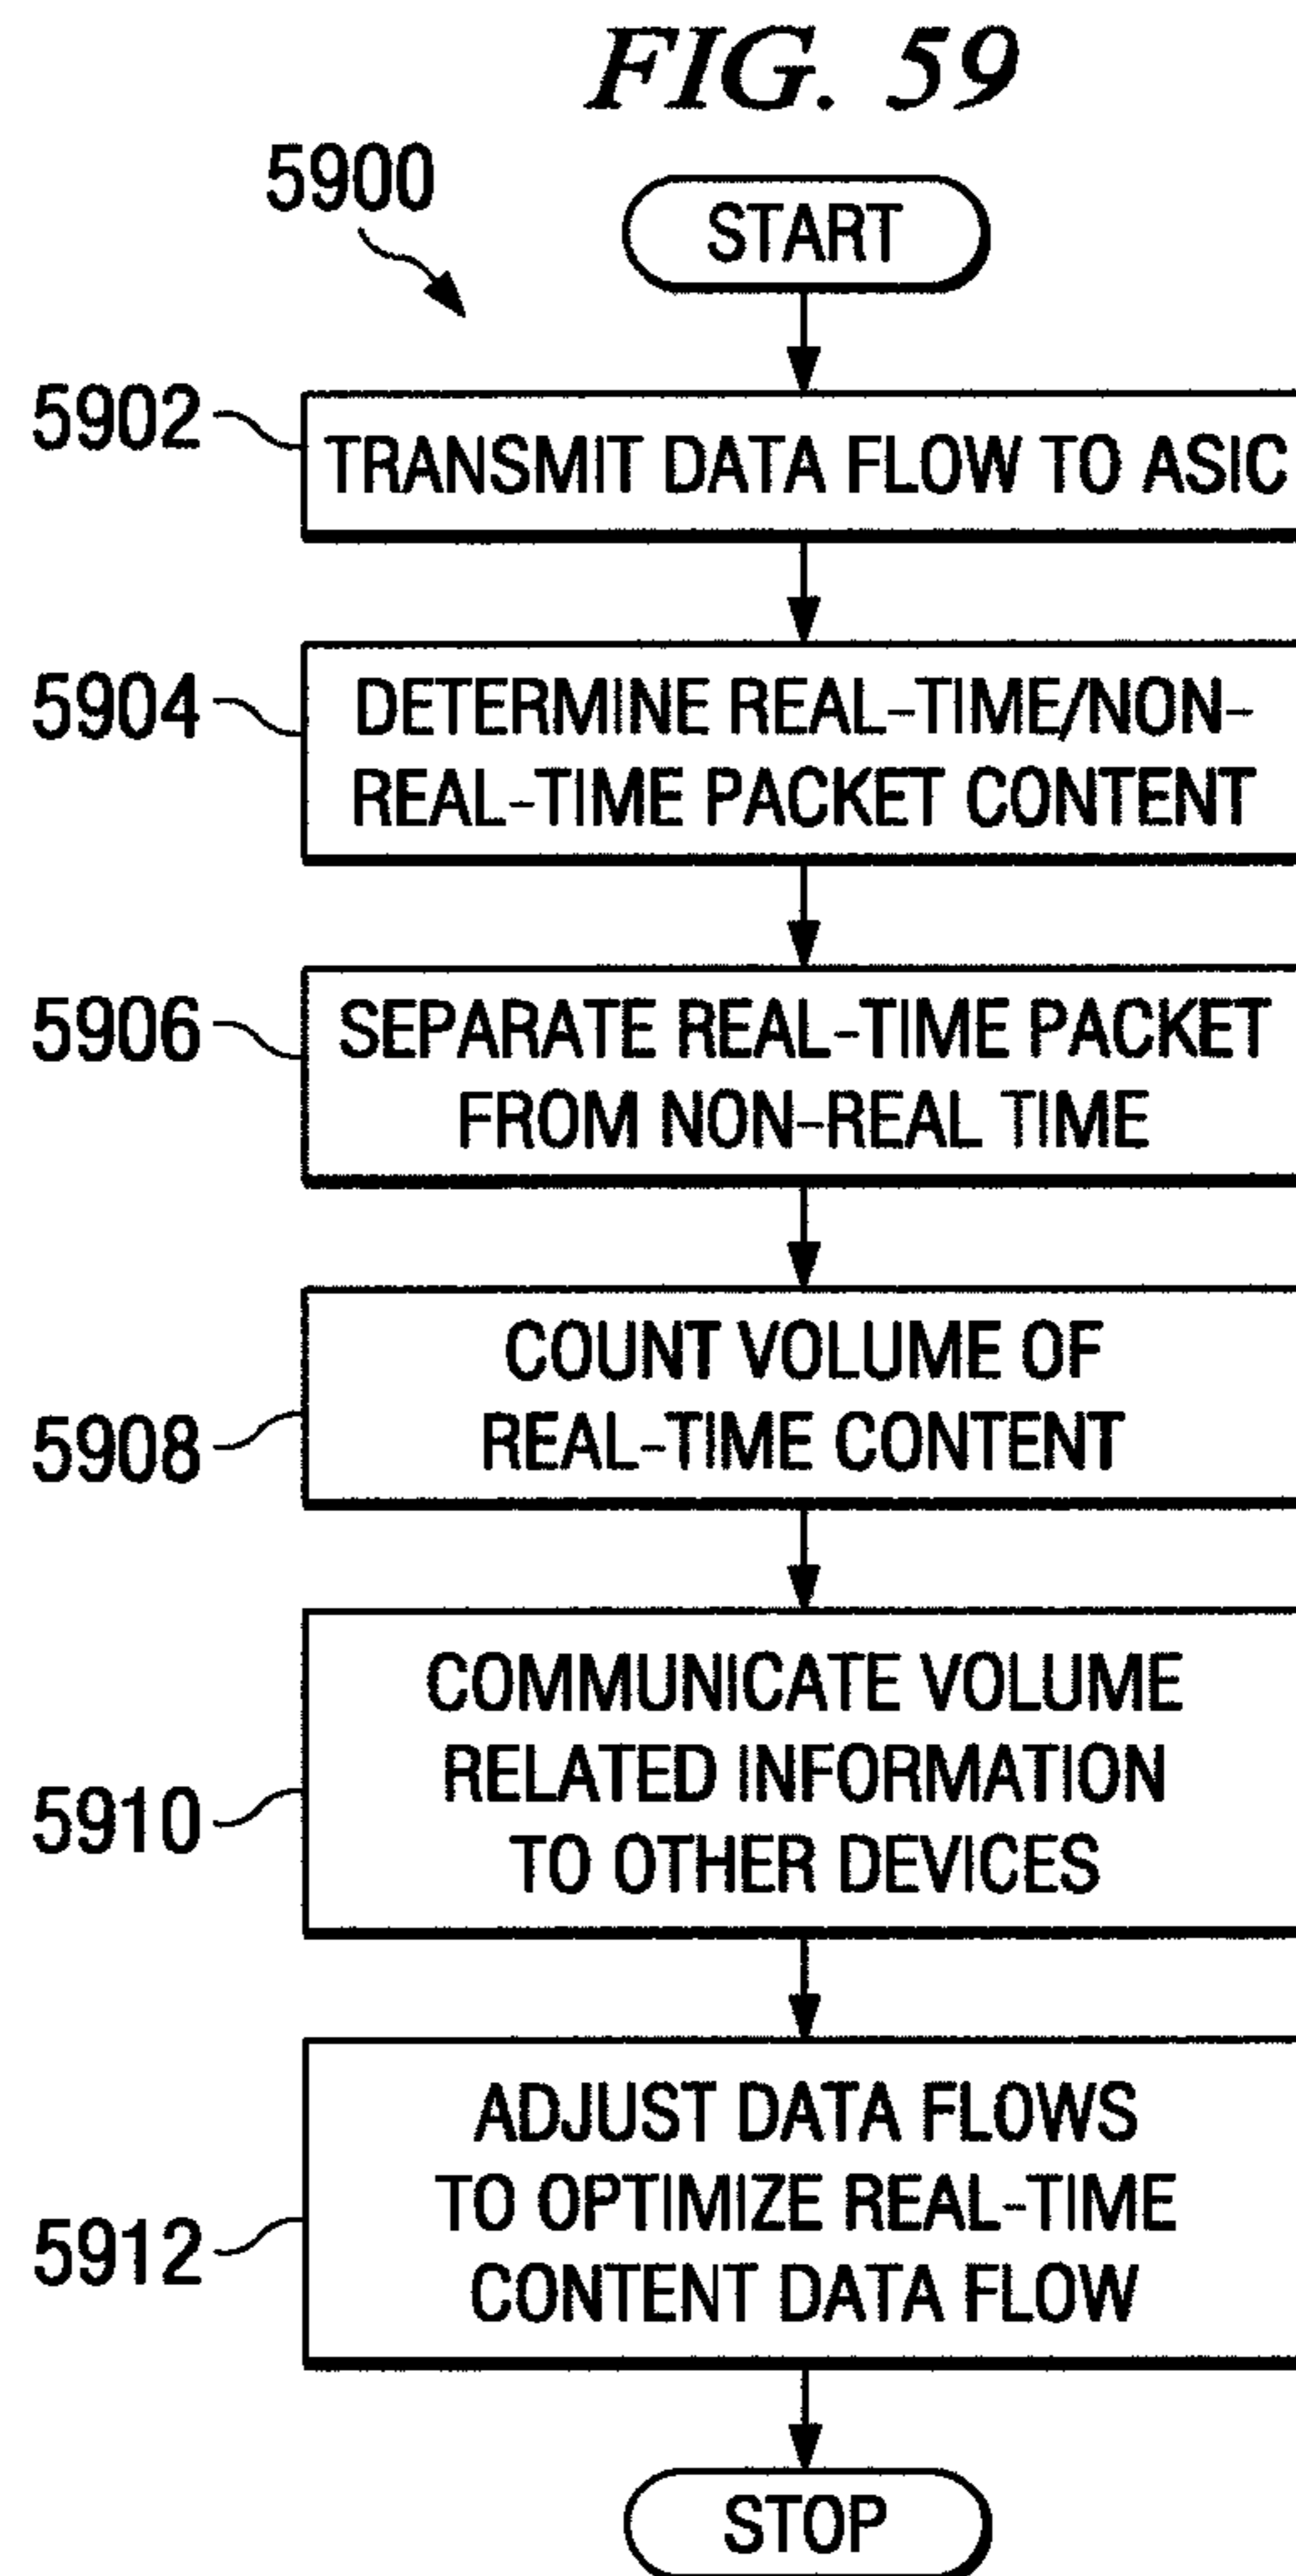 FIG. 59
5900
START
5902
TRANSMIT DATA FLOW TO ASIC
5904
DETERMINE REAL-TIME/NON-
REAL-TIME PACKET CONTENT
5906
SEPARATE REAL-TIME PACKET
FROM NON-REAL TIME
5908
COUNT VOLUME OF
REAL-TIME CONTENT
5910
COMMUNICATE VOLUME
RELATED INFORMATION
TO OTHER DEVICES
5912
ADJUST DATA FLOWS
TO OPTIMIZE REAL-TIME
CONTENT DATA FLOW
STOP